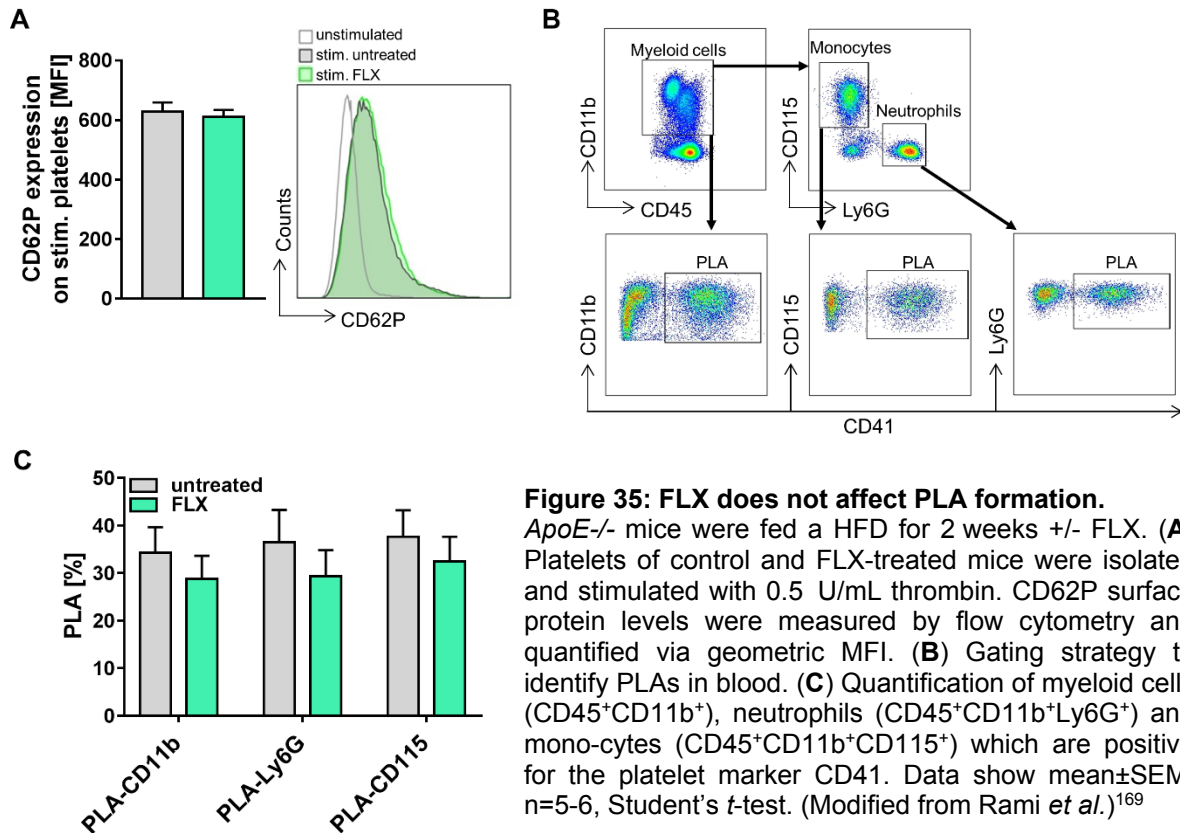 A
CD62P expression
on stim. platelets [MFI]
800
600
400
200
0
unstimulated
stim. untreated
stim. FLX
Counts
CD62P
B
Myeloid cells
CD11b
CD45
Monocytes
Neutrophils
CD115
Ly6G
PLA
CD11b
PLA
CD115
PLA
Ly6G
CD41
C
PLA [%]
50
40
30
20
10
0
untreated
FLX
PLA-CD11b
PLA-Ly6G
PLA-CD115
Figure 35: FLX does not affect PLA formation.
ApoE-/- mice were fed a HFD for 2 weeks +/- FLX. (A
Platelets of control and FLX-treated mice were isolate
and stimulated with 0.5 U/mL thrombin. CD62P surfac
protein levels were measured by flow cytometry an
quantified via geometric MFI. (B) Gating strategy t
identify PLAs in blood. (C) Quantification of myeloid cell
(CD45⁺CD11b⁺), neutrophils (CD45⁺CD11b⁺Ly6G⁺) an
mono-cytes (CD45⁺CD11b⁺CD115⁺) which are positiv
for the platelet marker CD41. Data show mean±SEM
n=5-6, Student's t-test. (Modified from Rami et al.)¹⁶⁹